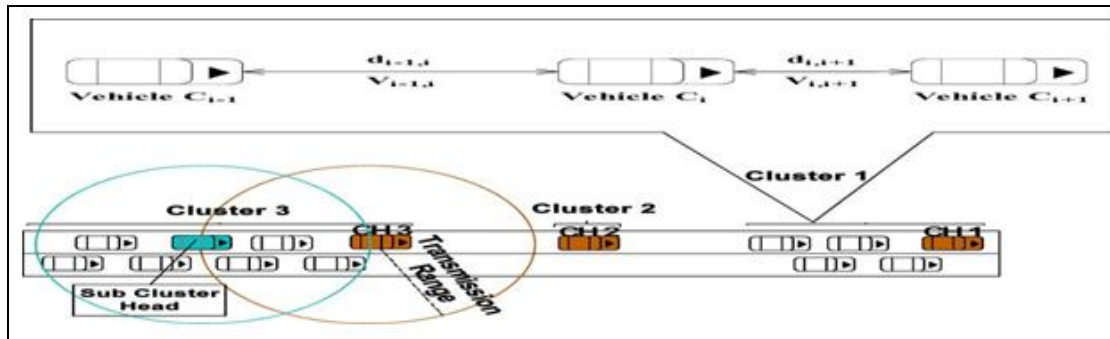 d i-1,i
d i,i+1
V i-1,i
V i,i+1
Vehicle C i-1
Vehicle C i
Vehicle C i+1
Cluster 1
Cluster 3
Cluster 2
CH 3
CH 2
CH 1
Transmission
Range
Sub Cluster
Head